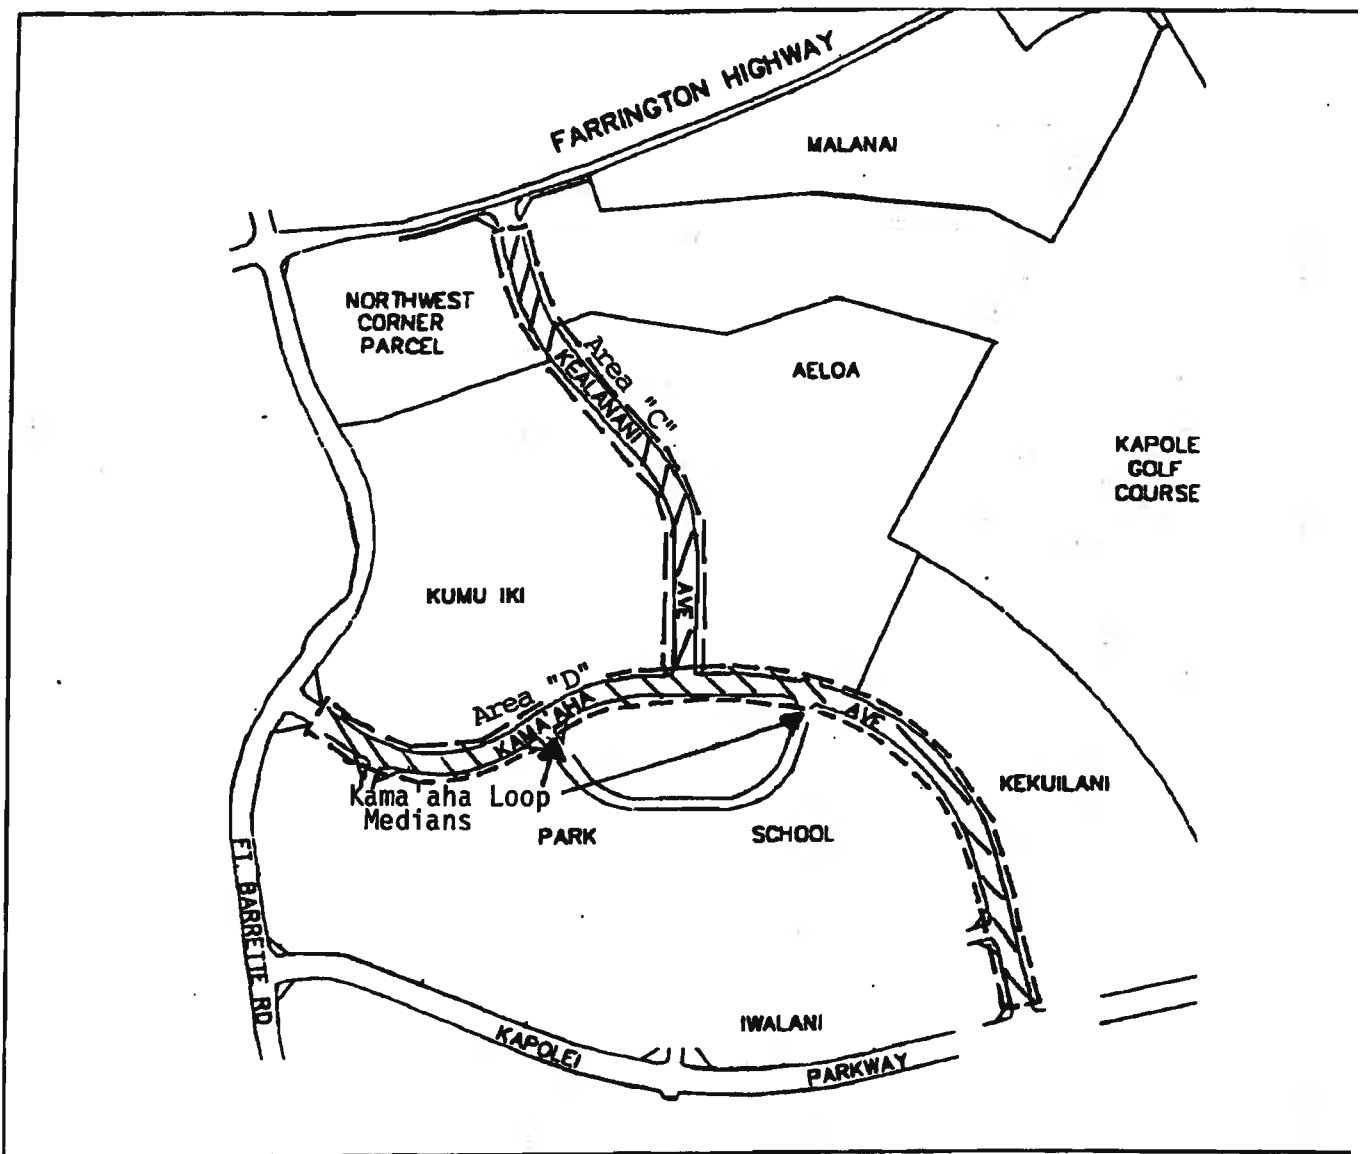 FARRINGTON HIGHWAY
MALANAI
NORTHWEST
CORNER
PARCEL
Area "C"
KEALANANI
AVE
AELOA
KAPOLE
GOLF
COURSE
KUMU IKI
Area "D"
KAMA'AHA
AVE
Kama'aha Loop
Medians
PARK
SCHOOL
KEKUILANI
FT. BARRETTE RD
IWALANI
KAPOLEI
PARKWAY